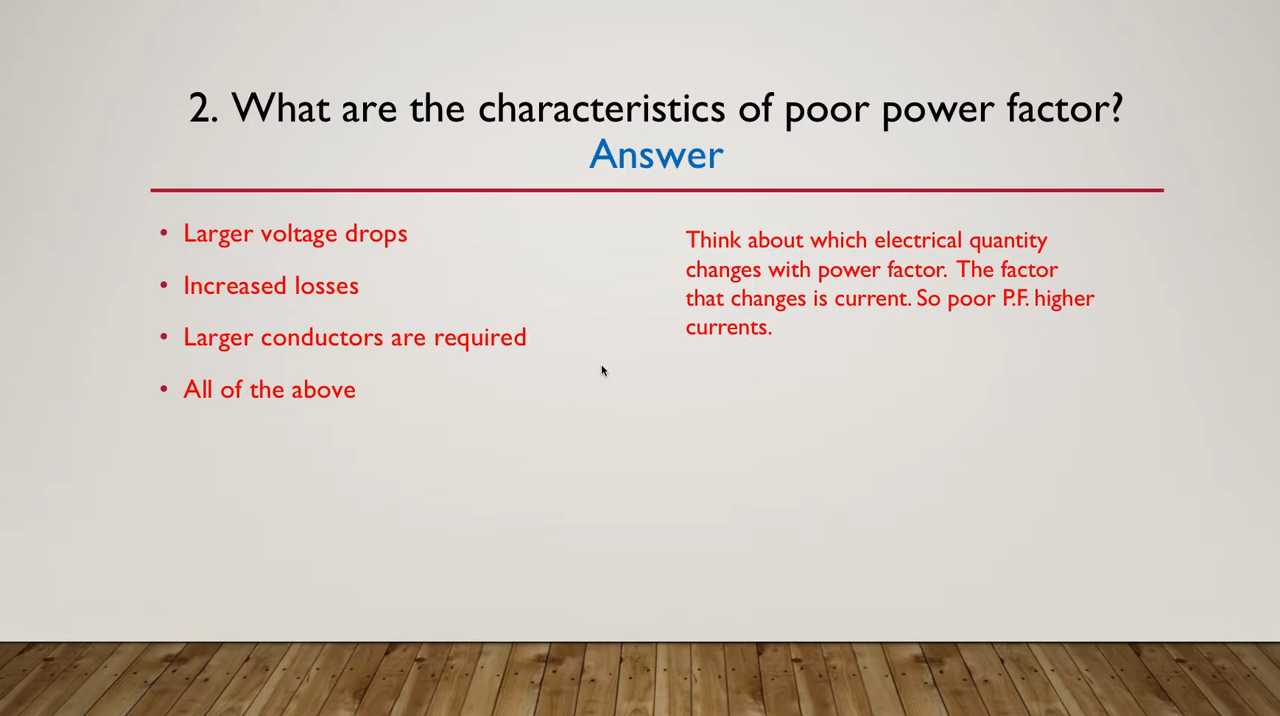 2. What are the characteristics of poor power factor?
Answer
• Larger voltage drops
• Increased losses
• Larger conductors are required
• All of the above
Think about which electrical quantity
changes with power factor. The factor
that changes is current. So poor P.F. higher
currents.